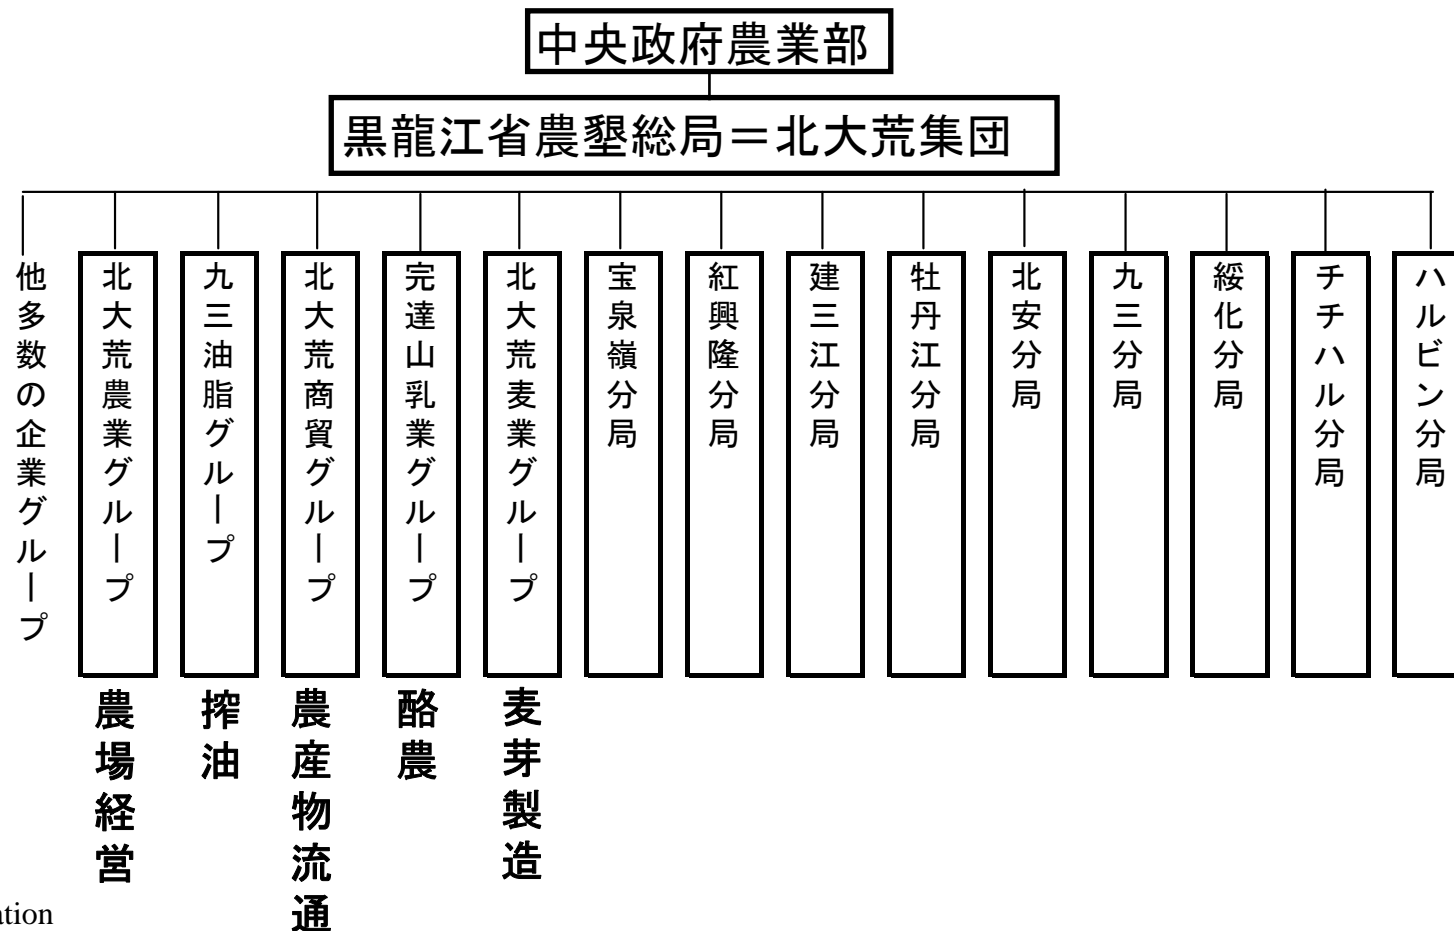 中央政府農業部
黒龍江省農墾総局＝北大荒集団
他多数の企業グループ
北大荒農業グループ
九三油脂グループ
北大荒商貿グループ
完達山乳業グループ
北大荒麦業グループ
宝泉嶺分局
紅興隆分局
建三江分局
牡丹江分局
北安分局
九三分局
綏化分局
チチハル分局
ハルビン分局
農場経営
搾油
農産物流通
酪農
麦芽製造
ation